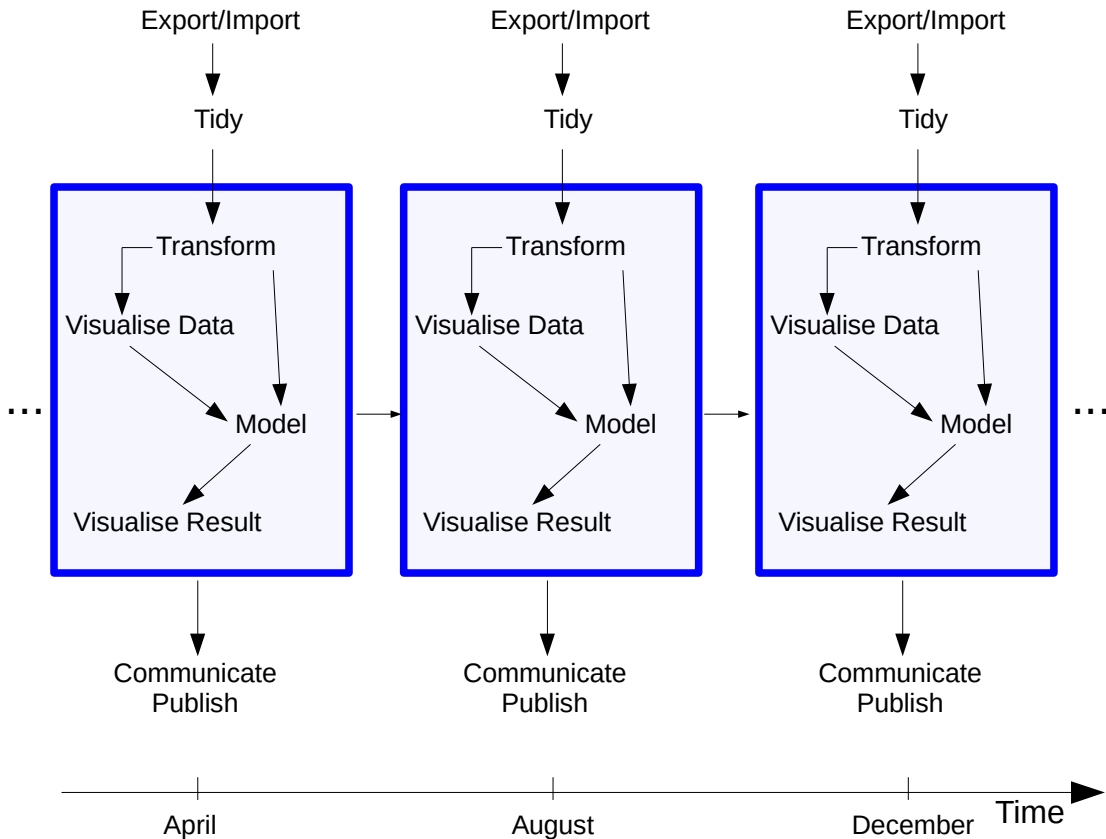 Export/Import
Tidy
Transform
Visualise Data
Model
Visualise Result
Communicate
Publish
Export/Import
Tidy
Transform
Visualise Data
Model
Visualise Result
Communicate
Publish
Export/Import
Tidy
Transform
Visualise Data
Model
Visualise Result
Communicate
Publish
...
...
April
August
December
Time